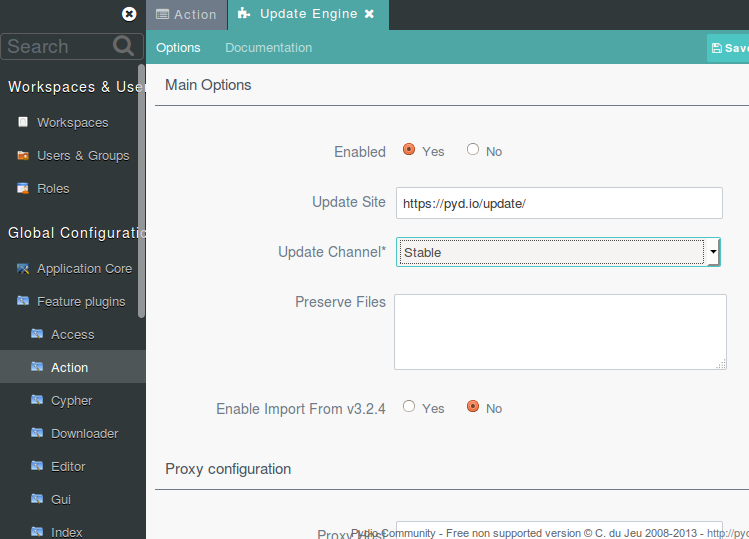 Action
Update Engine
Search
Options
Documentation
Save
Workspaces & User
Workspaces
Users & Groups
Roles
Global Configuratio
Application Core
Feature plugins
Access
Action
Cypher
Downloader
Editor
Gui
Index
Main Options
Enabled Yes No
Update Site https://pyd.io/update/
Update Channel* Stable
Preserve Files
Enable Import From v3.2.4 Yes No
Proxy configuration
Proxy Host
Pydio Community - Free non supported version © C. du Jeu 2008-2013 - http://pyd